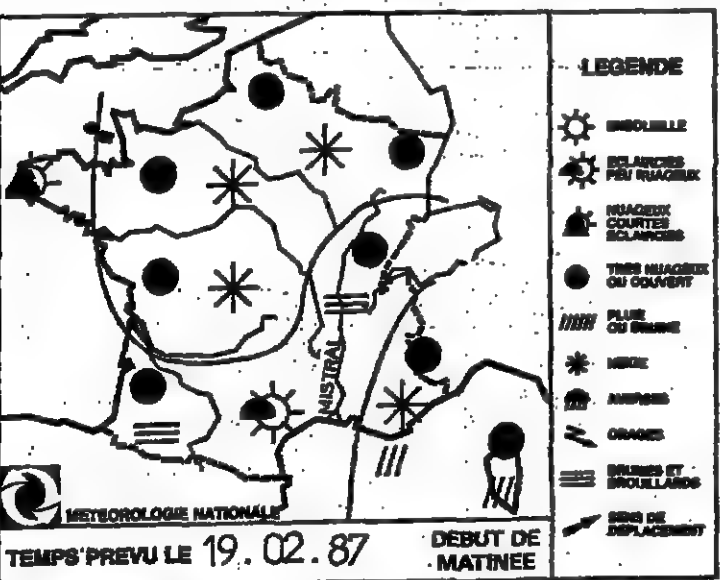 LEGENDE
ENSOLEILLE
ECLAIRCIES
PEU NUAGEUX
NUAGEUX
COURTES
ECLAIRCIES
TRES NUAGEUX
OU COUVERT
PLUIE
OU BRUINE
NEIGE
AVERSES
ORAGES
BRUMES ET
BROUILLARDS
SENS DE
DEPLACEMENT
MISTRAL
METEOROLOGIE NATIONALE
TEMPS PREVU LE 19.02.87
DEBUT DE
MATINEE